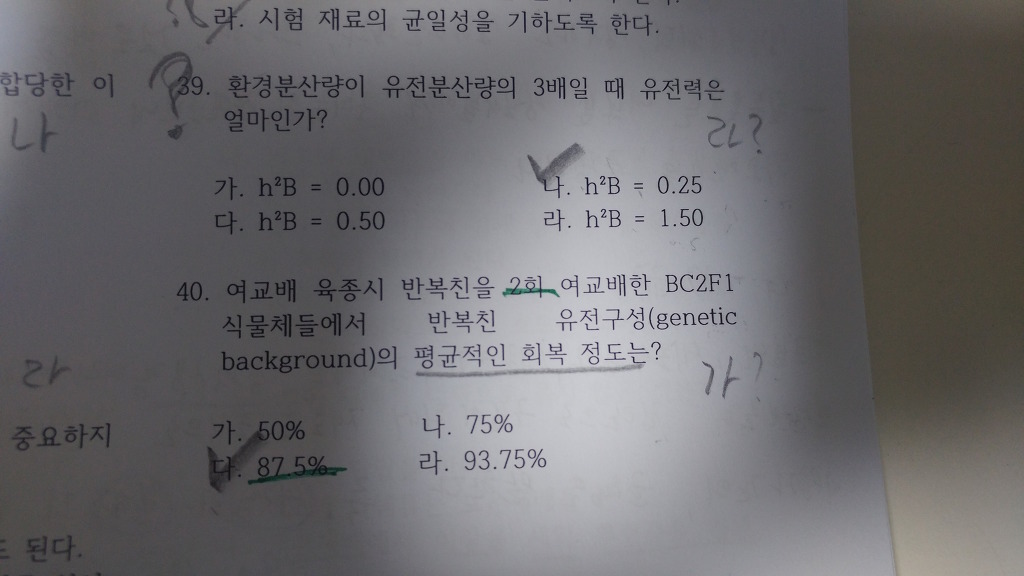 라. 시험 재료의 균일성을 기하도록 한다.
합당한 이
나
39. 환경분산량이 유전분산량의 3배일 때 유전력은
얼마인가?
라?
가. h²B = 0.00
나. h²B = 0.25
다. h²B = 0.50
라. h²B = 1.50
40. 여교배 육종시 반복친을 2회 여교배한 BC2F1
식물체들에서 반복친 유전구성(genetic
background)의 평균적인 회복 정도는?
가?
라
중요하지
가. 50%
나. 75%
다. 87.5%
라. 93.75%
된다.